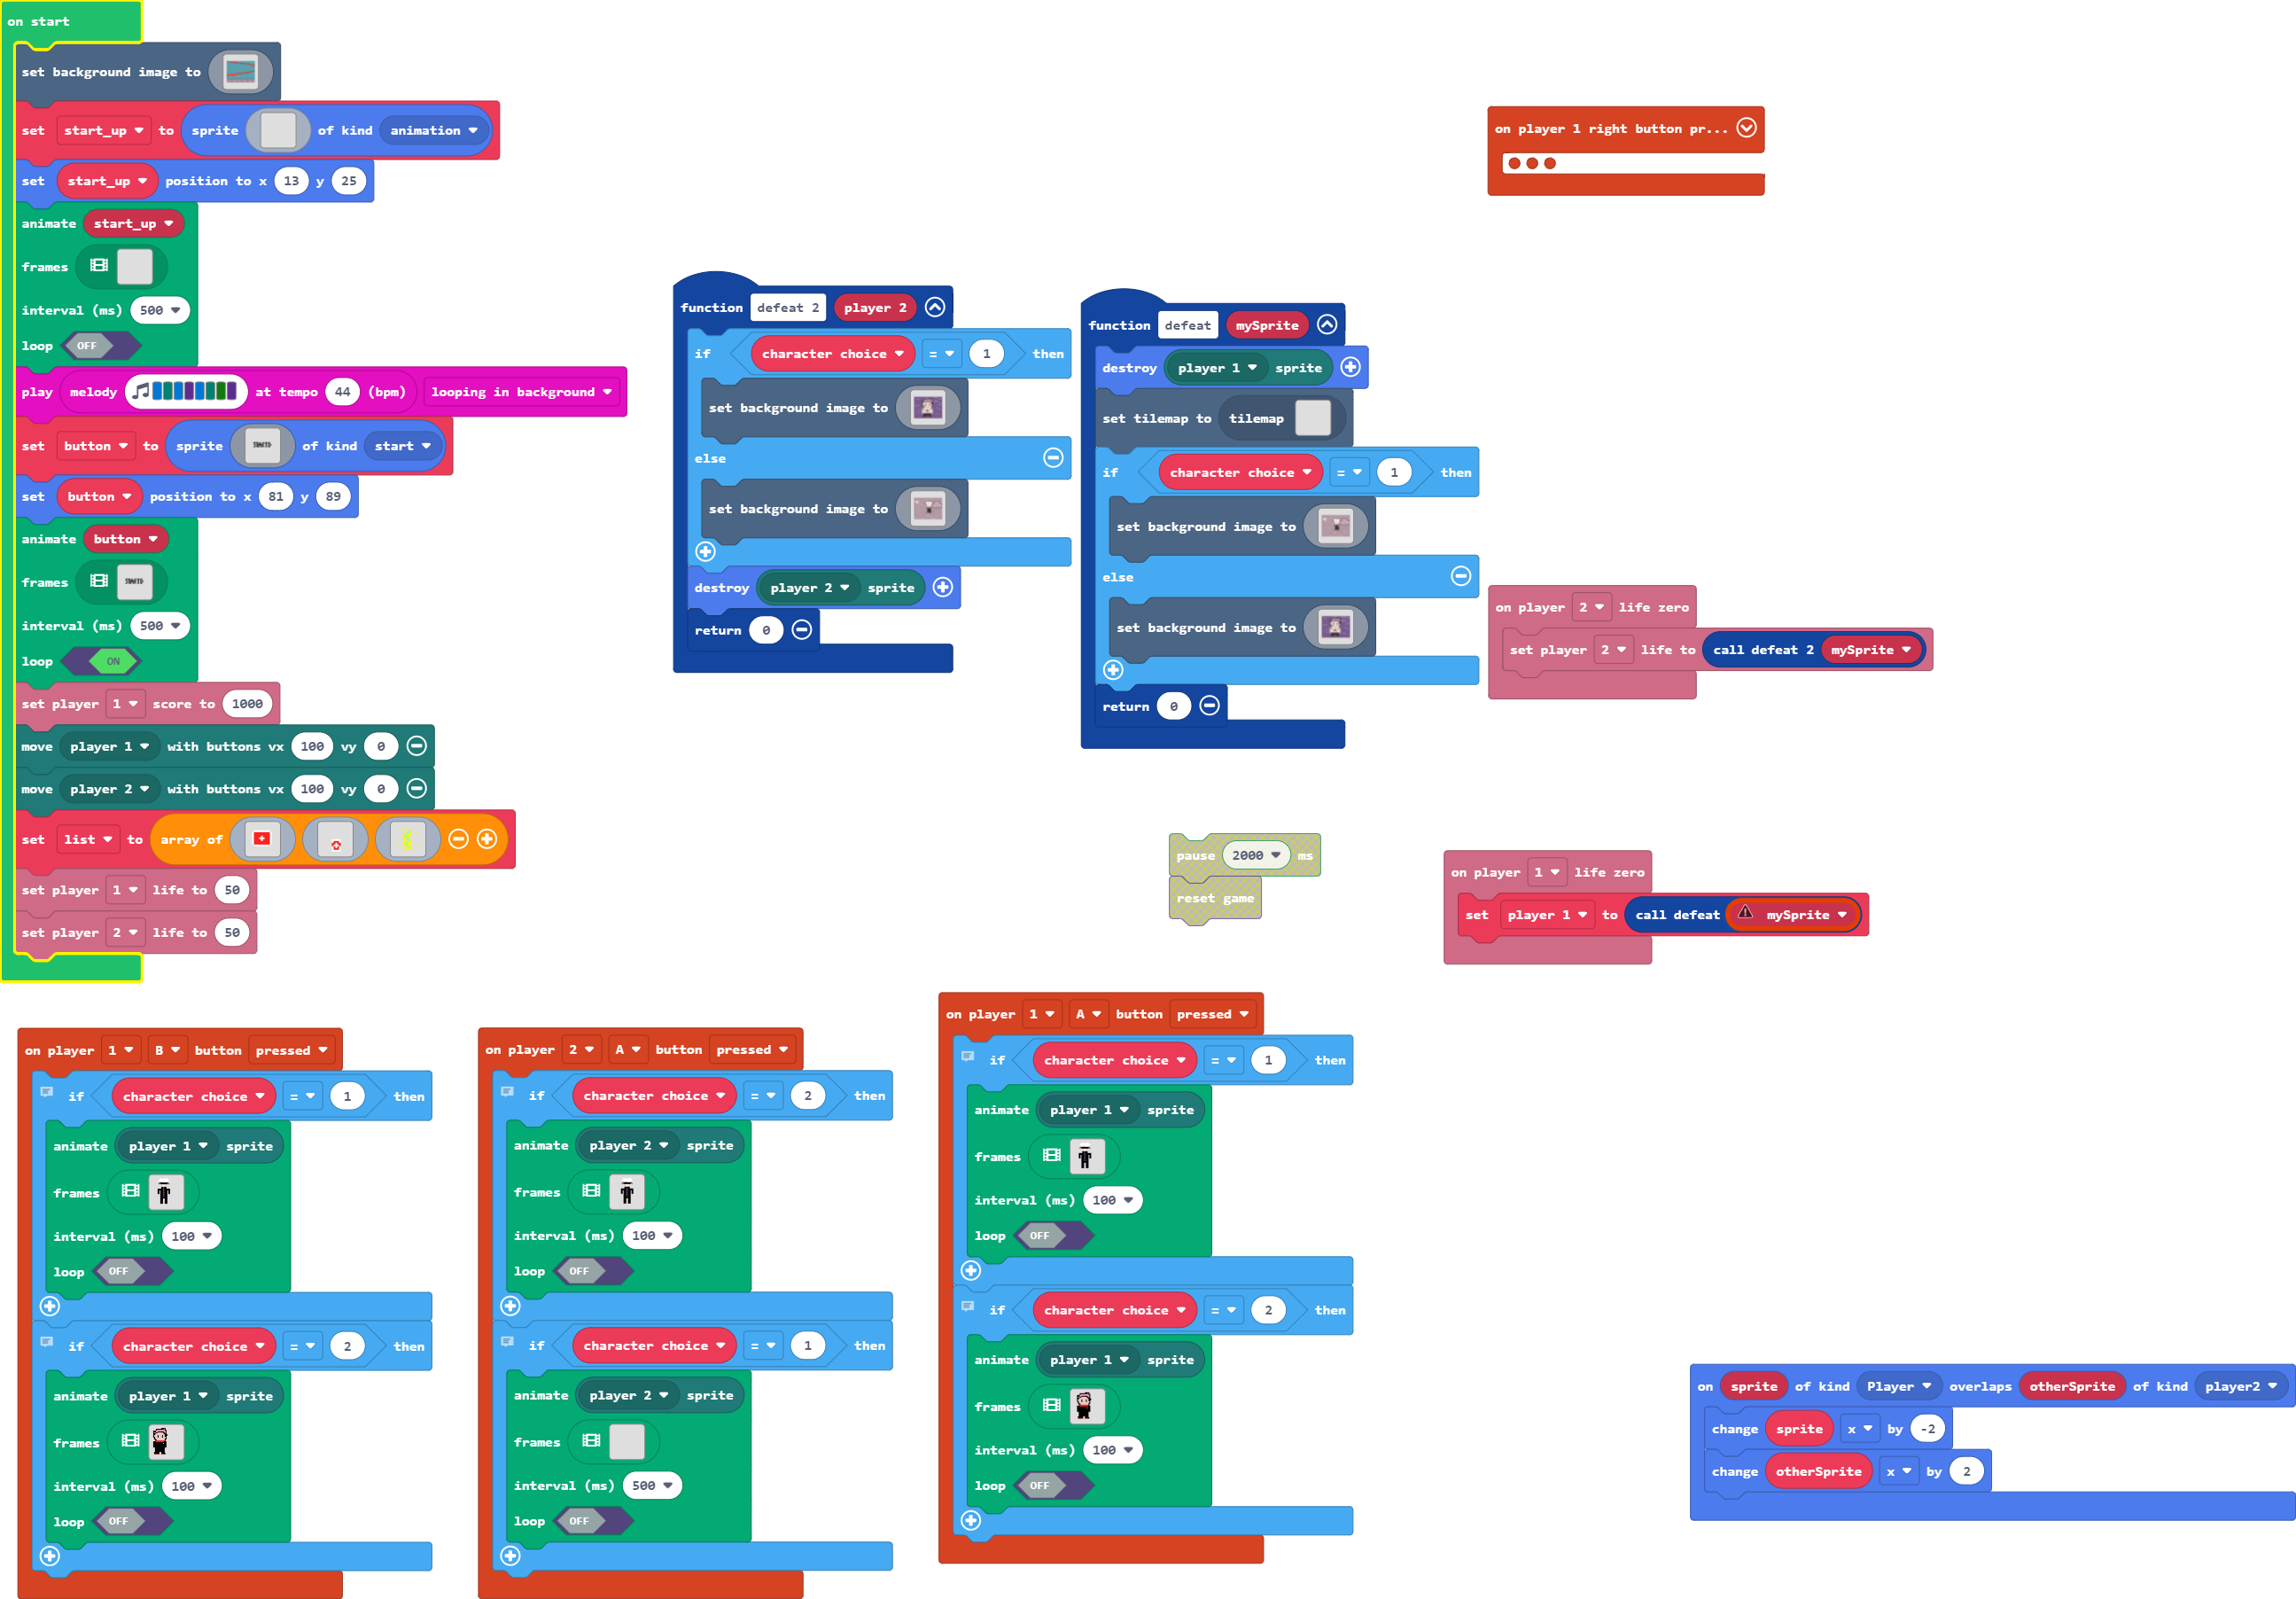 on start
set background image to
set start_up to sprite of kind animation
set start_up position to x 13 y 25
animate start_up
frames
interval (ms) 500
loop OFF
play melody at tempo 44 (bpm) looping in background
set button to sprite of kind start
set button position to x 81 y 89
animate button
frames
interval (ms) 500
loop ON
set player 1 score to 1000
move player 1 with buttons vx 100 vy 0
move player 2 with buttons vx 100 vy 0
set list to array of
set player 1 life to 50
set player 2 life to 50
function defeat 2 player 2
if character choice = 1 then
set background image to
else
set background image to
destroy player 2 sprite
return 0
function defeat mySprite
destroy player 1 sprite
set tilemap to tilemap
if character choice = 1 then
set background image to
else
set background image to
return 0
on player 1 right button pr...
on player 2 life zero
set player 2 life to call defeat 2 mySprite
pause 2000 ms
reset game
on player 1 life zero
set player 1 to call defeat mySprite
on player 1 B button pressed
if character choice = 1 then
animate player 1 sprite
frames
interval (ms) 100
loop OFF
if character choice = 2 then
animate player 1 sprite
frames
interval (ms) 100
loop OFF
on player 2 A button pressed
if character choice = 2 then
animate player 2 sprite
frames
interval (ms) 100
loop OFF
if character choice = 1 then
animate player 2 sprite
frames
interval (ms) 500
loop OFF
on player 1 A button pressed
if character choice = 1 then
animate player 1 sprite
frames
interval (ms) 100
loop OFF
if character choice = 2 then
animate player 1 sprite
frames
interval (ms) 100
loop OFF
on sprite of kind Player overlaps otherSprite of kind player2
change sprite x by -2
change otherSprite x by 2